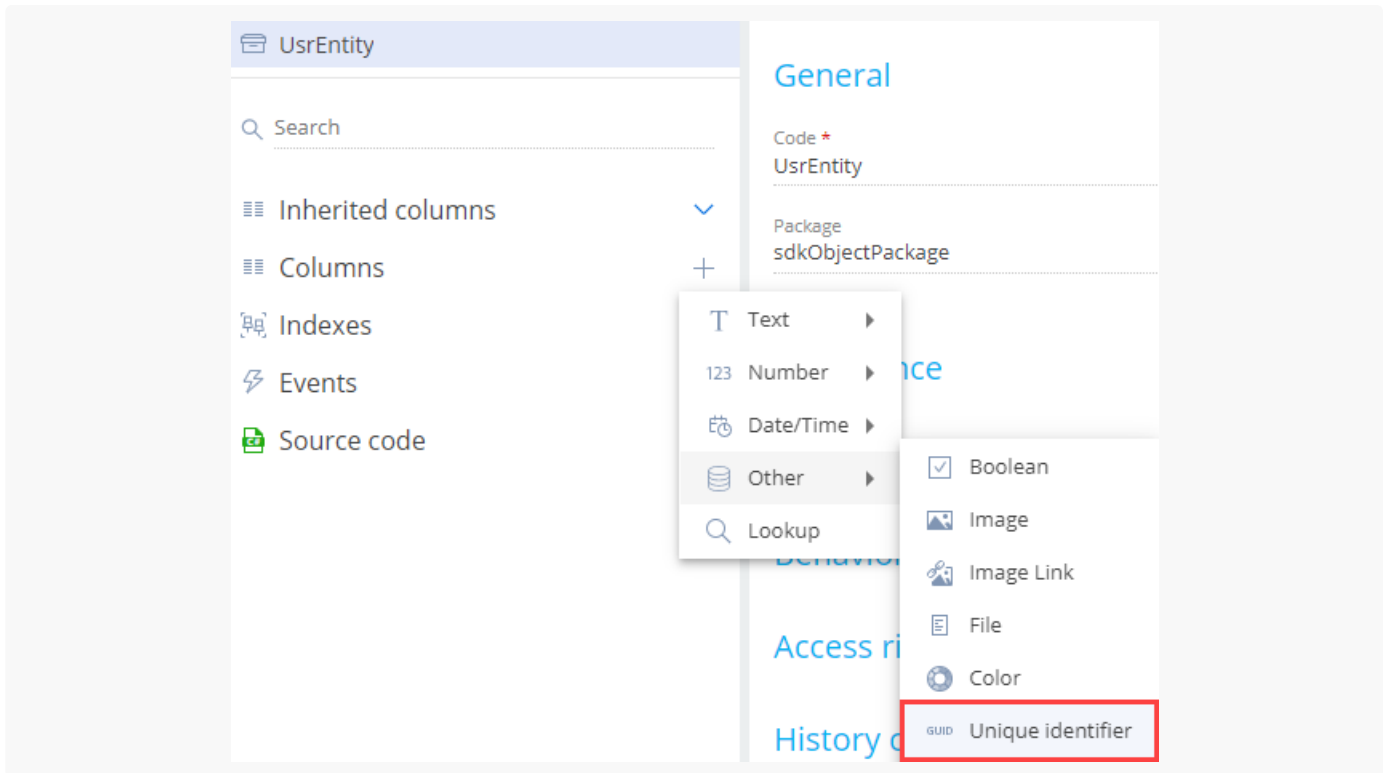 UsrEntity
Search
Inherited columns
Columns
Indexes
Events
Source code
General
Code *
UsrEntity
Package
sdkObjectPackage
T Text
123 Number
Date/Time
Other
Lookup
Boolean
Image
Image Link
File
Color
GUID Unique identifier
Access
History